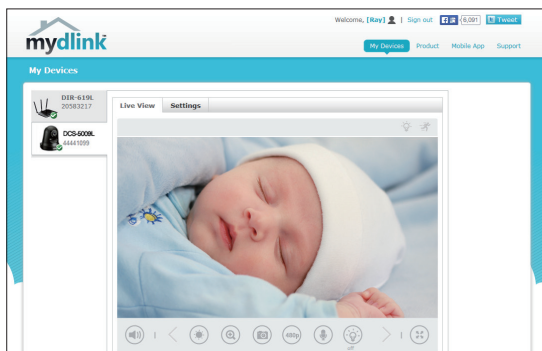 Welcome, [Ray] | Sign out 6,091 Tweet
mydlink
My Devices Product Mobile App Support
My Devices
DIR-619L
20583217
DCS-5009L
44441099
Live View Settings
480p